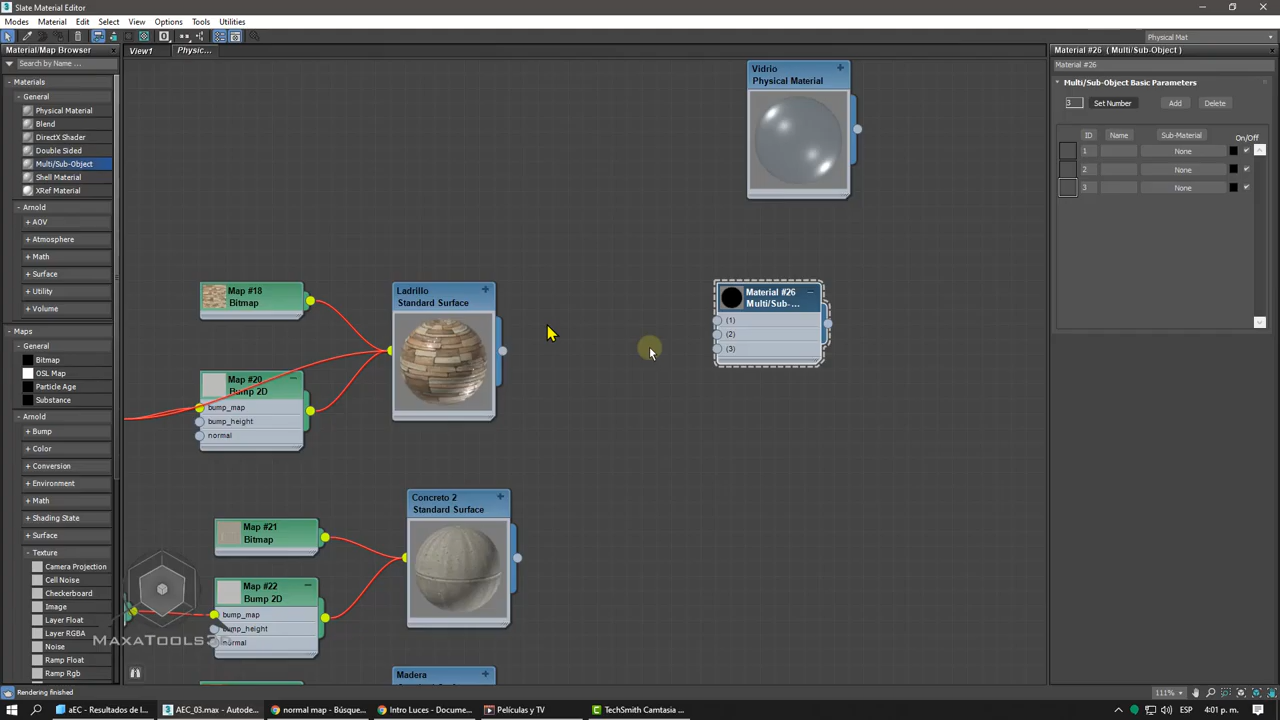 Slate Material Editor
Modes Material Edit Select View Options Tools Utilities
Material/Map Browser
Search by Name ...
- Materials
- General
Physical Material
Blend
DirectX Shader
Double Sided
Multi/Sub-Object
Shell Material
XRef Material
- Arnold
+ AOV
+ Atmosphere
+ Math
+ Surface
+ Utility
+ Volume
- Maps
- General
Bitmap
OSL Map
Particle Age
Substance
- Arnold
+ Bump
+ Color
+ Conversion
+ Environment
+ Math
+ Shading State
+ Surface
- Texture
Camera Projection
Cell Noise
Checkerboard
Image
Layer Float
Layer RGBA
Noise
Ramp Float
Ramp Rgb
View1 Physic...
Vidrio
Physical Material
Map #18
Bitmap
Map #20
Bump 2D
bump_map
bump_height
normal
Ladrillo
Standard Surface
Material #26
Multi/Sub-...
(1)
(2)
(3)
Map #21
Bitmap
Map #22
Bump 2D
bump_map
bump_height
normal
Concreto 2
Standard Surface
Madera
MAXATOOLS3D
Physical Mat
Material #26 ( Multi/Sub-Object )
Material #26
Multi/Sub-Object Basic Parameters
3 Set Number Add Delete
ID Name Sub-Material On/Off
1 None
2 None
3 None
Rendering finished
111%
aEC - Resultados de l...
AEC_03.max - Autode...
normal map - Búsque...
Intro Luces - Docume...
Películas y TV
TechSmith Camtasia ...
ESP
4:01 p. m.